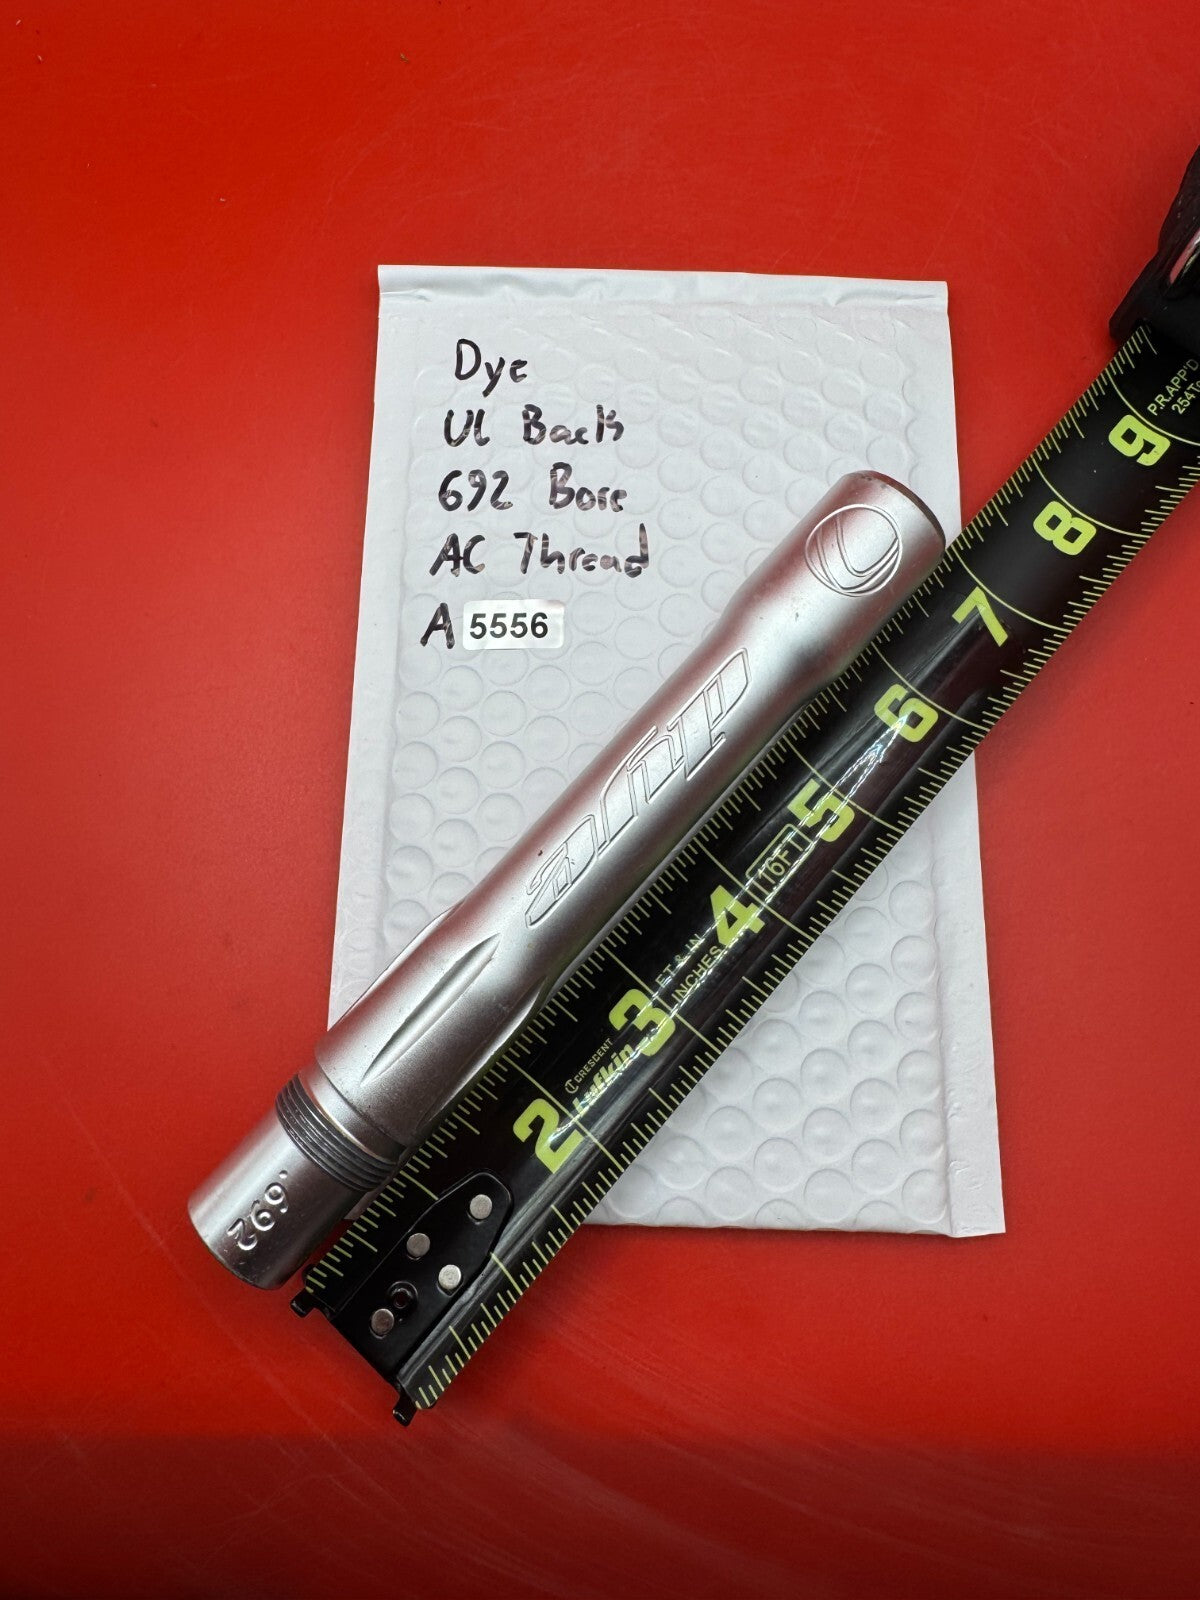 Dye
UL Back
692 Bore
AC Thread
A 5556
dye
.692
2
3
4
5
6
7
8
9
CRESCENT
Lufkin
FT & IN
INCHES
16FT
P.R.APP'D